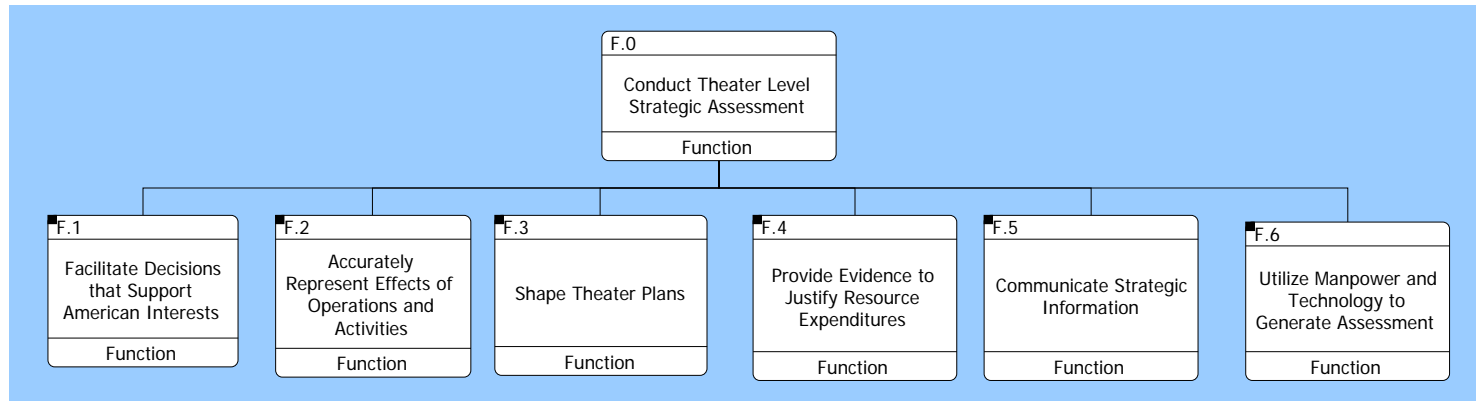 F.0
Conduct Theater Level
Strategic Assessment
Function
F.1
Facilitate Decisions
that Support
American Interests
Function
F.2
Accurately
Represent Effects of
Operations and
Activities
Function
F.3
Shape Theater Plans
Function
F.4
Provide Evidence to
Justify Resource
Expenditures
Function
F.5
Communicate Strategic
Information
Function
F.6
Utilize Manpower and
Technology to
Generate Assessment
Function